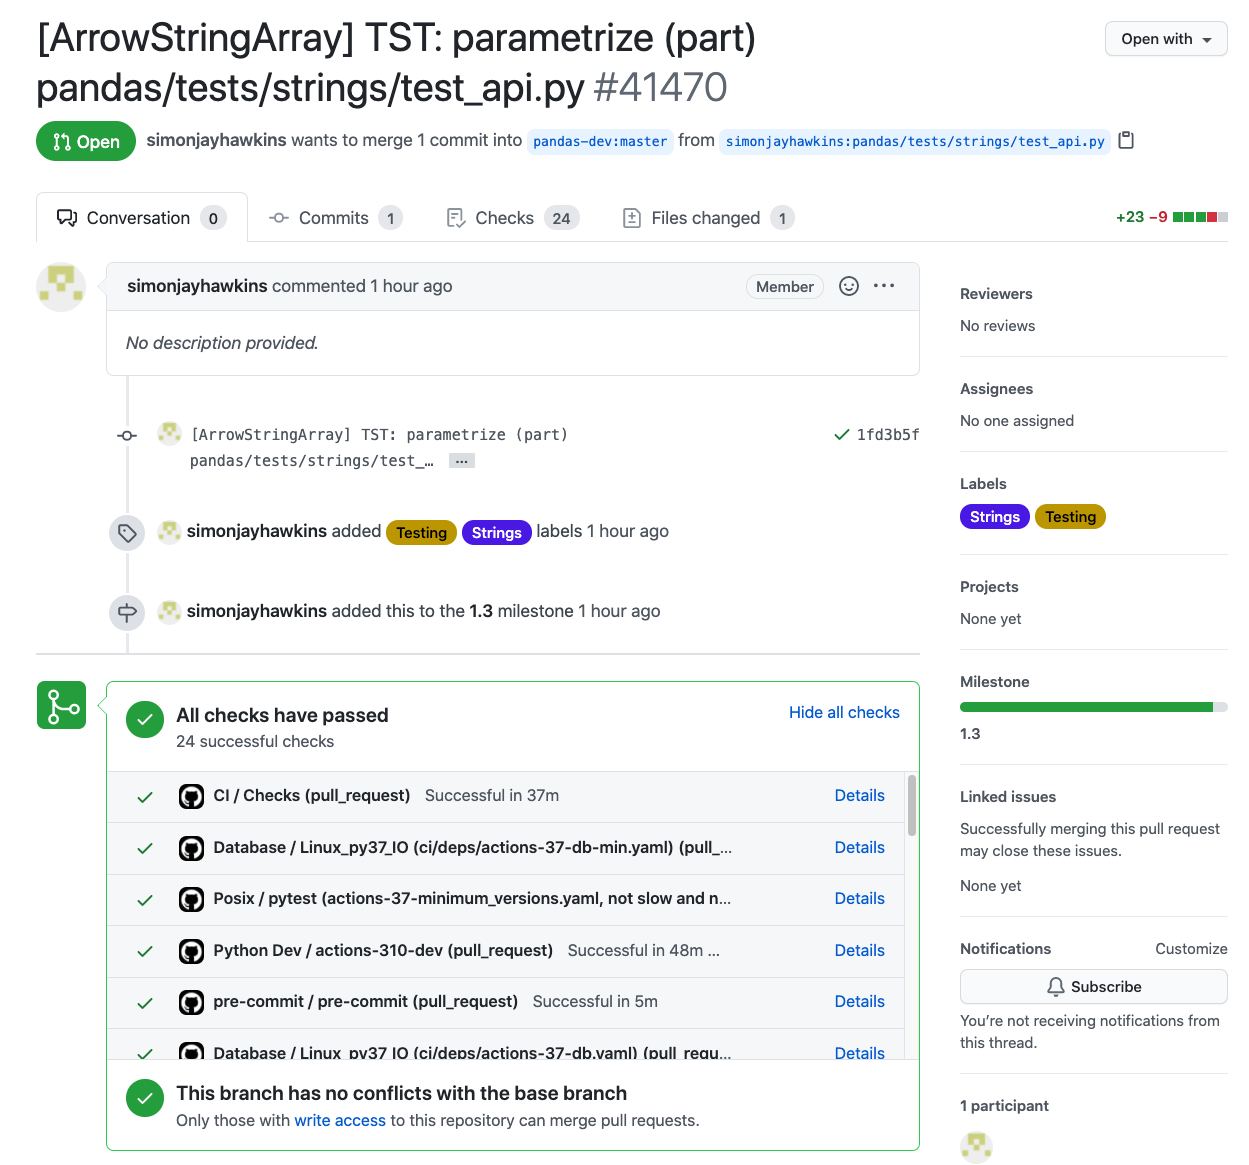 [ArrowStringArray] TST: parametrize (part)
pandas/tests/strings/test_api.py #41470
Open with
Open
simonjayhawkins wants to merge 1 commit into pandas-dev:master from simonjayhawkins:pandas/tests/strings/test_api.py
Conversation 0
Commits 1
Checks 24
Files changed 1
+23 −9
simonjayhawkins commented 1 hour ago
Member
No description provided.
[ArrowStringArray] TST: parametrize (part)
1fd3b5f
pandas/tests/strings/test_… …
simonjayhawkins added Testing Strings labels 1 hour ago
simonjayhawkins added this to the 1.3 milestone 1 hour ago
All checks have passed
Hide all checks
24 successful checks
CI / Checks (pull_request) Successful in 37m
Details
Database / Linux_py37_IO (ci/deps/actions-37-db-min.yaml) (pull_...
Details
Posix / pytest (actions-37-minimum_versions.yaml, not slow and n...
Details
Python Dev / actions-310-dev (pull_request) Successful in 48m ...
Details
pre-commit / pre-commit (pull_request) Successful in 5m
Details
Database / Linux_py37_IO (ci/deps/actions-37-db.yaml) (pull_requ...
Details
This branch has no conflicts with the base branch
Only those with write access to this repository can merge pull requests.
Reviewers
No reviews
Assignees
No one assigned
Labels
Strings Testing
Projects
None yet
Milestone
1.3
Linked issues
Successfully merging this pull request
may close these issues.
None yet
Notifications
Customize
Subscribe
You're not receiving notifications from
this thread.
1 participant